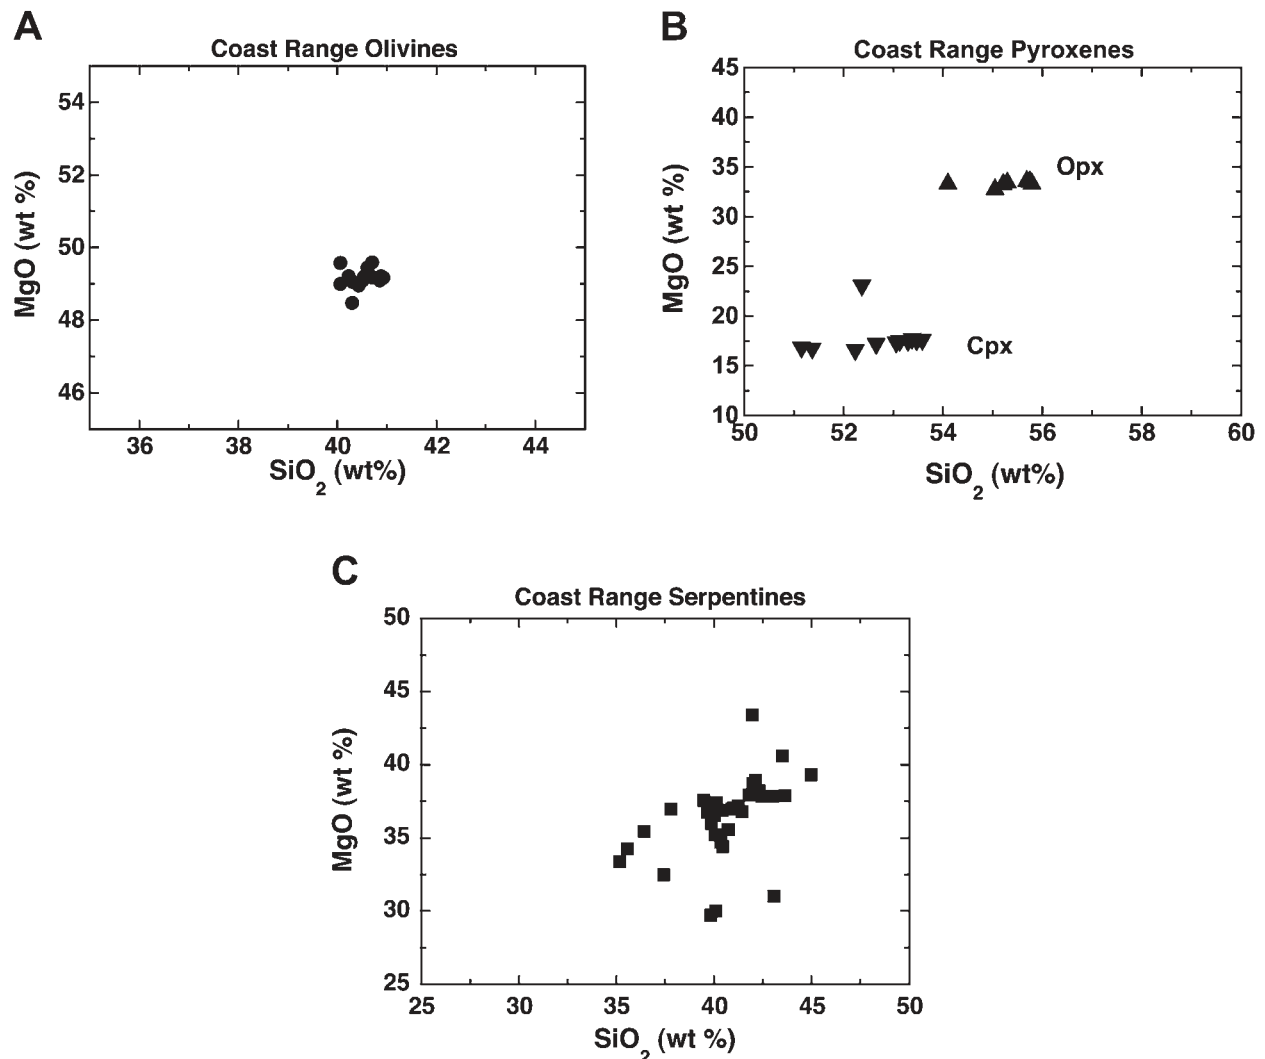 A
Coast Range Olivines
54
52
50
48
46
MgO (wt %)
36 38 40 42 44
SiO2 (wt%)
B
Coast Range Pyroxenes
45
40
35
30
25
20
15
10
MgO (wt %)
Opx
Cpx
50 52 54 56 58 60
SiO2 (wt%)
C
Coast Range Serpentines
50
45
40
35
30
25
MgO (wt %)
25 30 35 40 45 50
SiO2 (wt %)